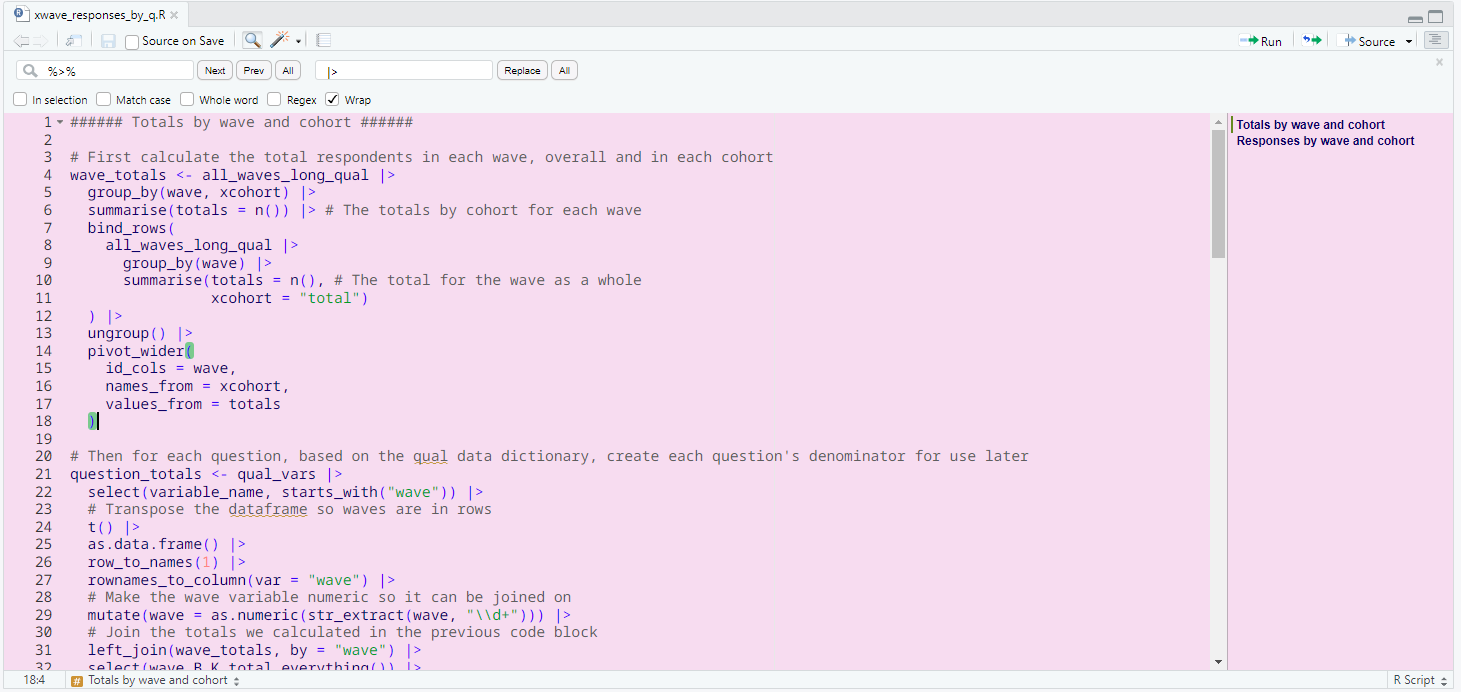 xwave_responses_by_q.R
Source on Save
Run
Source
%>%
Next
Prev
All
|>
Replace
All
In selection
Match case
Whole word
Regex
Wrap
1 ###### Totals by wave and cohort ######
2
3 # First calculate the total respondents in each wave, overall and in each cohort
4 wave_totals <- all_waves_long_qual |>
5   group_by(wave, xcohort) |>
6   summarise(totals = n()) |> # The totals by cohort for each wave
7   bind_rows(
8     all_waves_long_qual |>
9       group_by(wave) |>
10       summarise(totals = n(), # The total for the wave as a whole
11                 xcohort = "total")
12   ) |>
13   ungroup() |>
14   pivot_wider(
15     id_cols = wave,
16     names_from = xcohort,
17     values_from = totals
18   )
19
20 # Then for each question, based on the qual data dictionary, create each question's denominator for use later
21 question_totals <- qual_vars |>
22   select(variable_name, starts_with("wave")) |>
23   # Transpose the dataframe so waves are in rows
24   t() |>
25   as.data.frame() |>
26   row_to_names(1) |>
27   rownames_to_column(var = "wave") |>
28   # Make the wave variable numeric so it can be joined on
29   mutate(wave = as.numeric(str_extract(wave, "\\d+"))) |>
30   # Join the totals we calculated in the previous code block
31   left_join(wave_totals, by = "wave") |>
32   select(wave,B,K,total,everything()) |>
Totals by wave and cohort
Responses by wave and cohort
18:4
# Totals by wave and cohort
R Script